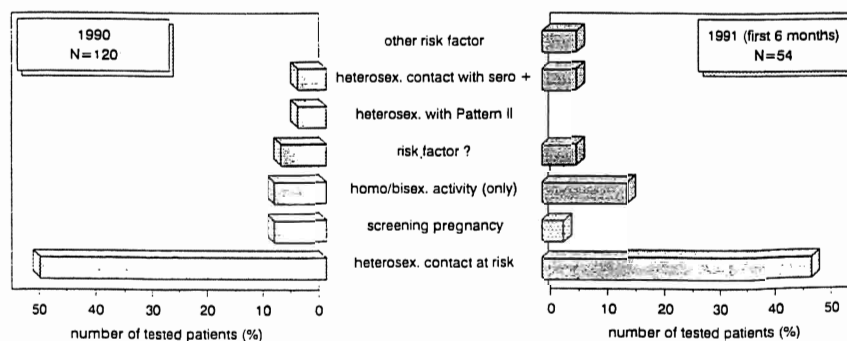 1990
N=120
1991 (first 6 months)
N=54
other risk factor
heterosex. contact with sero +
heterosex. with Pattern II
risk factor ?
homo/bisex. activity (only)
screening pregnancy
heterosex. contact at risk
50 40 30 20 10 0
number of tested patients (%)
0 10 20 30 40 50
number of tested patients (%)